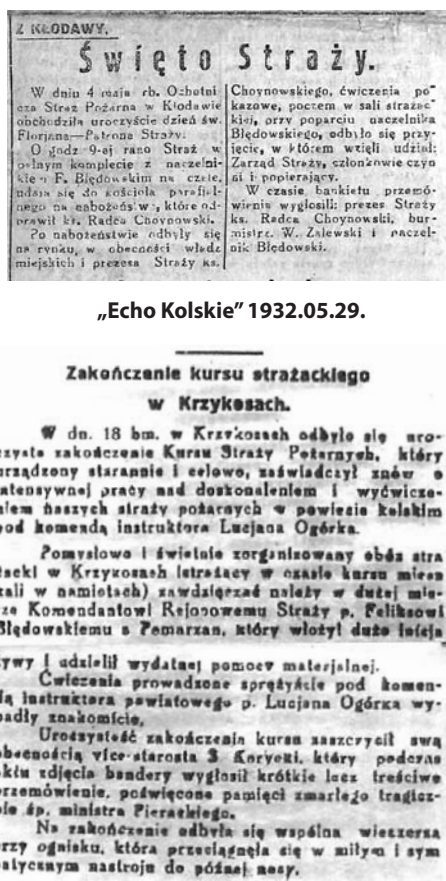 Z KŁODAWY.
Święto Straży.
W dniu 4 maja rb. Ochotni
cza Straż Pożarna w Kłodawie
obchodziła uroczyście dzień św.
Florjana—Patrona Straży.
O godz 9-ej rano Straż w
pełnym komplecie z naczelni-
kiem F. Błędowskim na czele,
udała się do kościoła parafjal-
nego na nabożeństwo, które od-
prawił ks. Radca Choynowski.
Po nabożeństwie odbyły się
na rynku, w obecności władz
miejskich i prezesa Straży ks.
Choynowskiego, ćwiczenia po-
kazowe, poczem w sali strażac
kiej, przy poparciu naczelnika
Błędowskiego, odbyło się przy-
jęcie, w którem wzięli udział:
Zarząd Straży, członkowie czyn
ni i popierający.
W czasie bankietu przemó-
wienia wygłosili: prezes Straży
ks. Radca Choynowski, bur-
mistrz W. Zalewski i naczel-
nik Błędowski.
„Echo Kolskie” 1932.05.29.
Zakończenie kursu strażackiego
w Krzykosach.
W dn. 18 bm. w Krzykosach odbyło się uro-
czyste zakończenie Kursu Straży Pożarnych, który
urządzony starannie i celowo, zaświadczył znów o
intensywnej pracy nad doskonaleniem i wyćwicze-
niem naszych straży pożarnych w powiecie kolskim
pod komendą instruktora Lucjana Ogórka.
Pomysłowo i świetnie zorganizowany obóz stra
żacki w Krzykosach (strażacy w czasie kursu miesz
kali w namiotach) zawdzięczać należy w dużej mie-
rze Komendantowi Rejonowemu Straży p. Feliksowi
Błędowskiemu z Pomarzan, który włożył dużo inicja
tywy i udzielił wydatnej pomocy materjalnej.
Ćwiczenia prowadzone sprężyście pod komen-
dą instruktora powiatowego p. Lucjana Ogórka wy-
padły znakomicie.
Uroczystość zakończenia kursu zaszczycił swą
obecnością vice-starosta S Korycki, który podczas
aktu zdjęcia bandery wygłosił krótkie lecz treściwe
przemówienie, poświęcone pamięci zmarłego tragicz-
nie śp. ministra Pierackiego.
Na zakończenie odbyła się wspólna wieczerza
przy ognisku, która przeciągnęła się w miłym i sym
patycznym nastroju do późnej nocy.